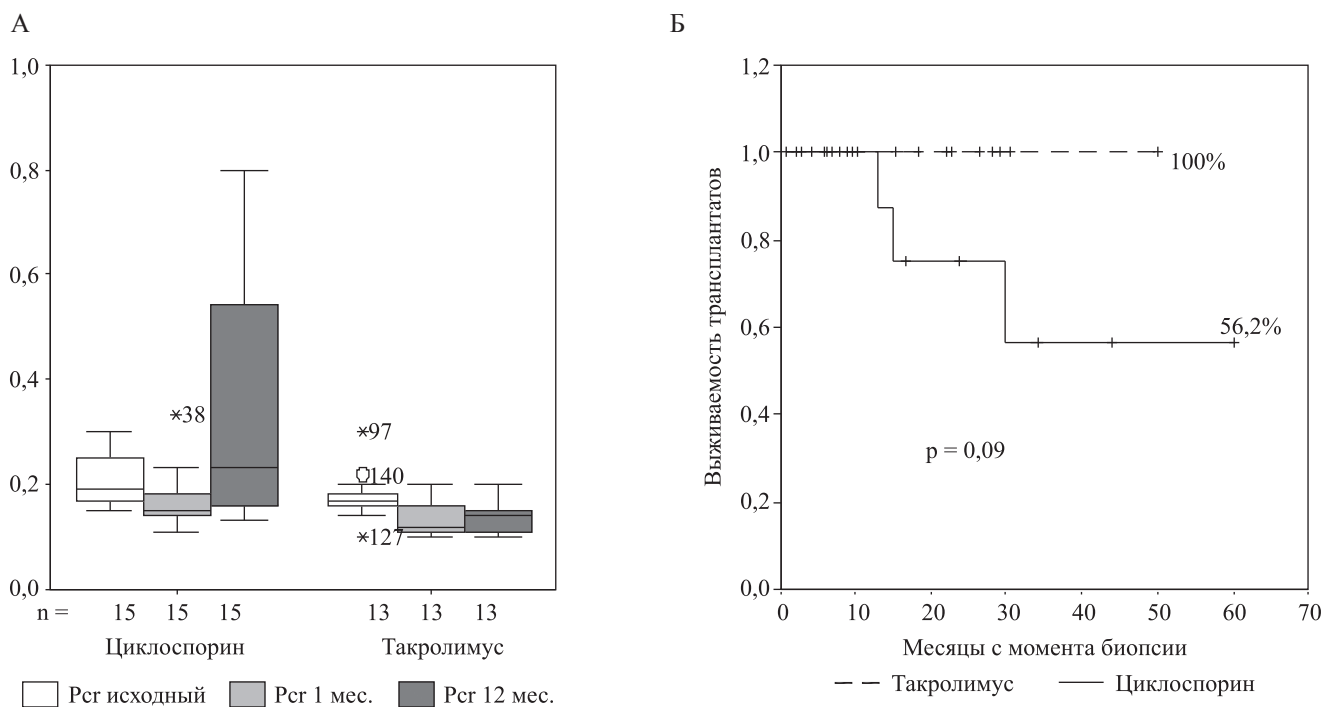 А
1,0
0,8
0,6
0,4
0,2
0,0
*38
*97
140
*127
n = 15 15 15 13 13 13
Циклоспорин Такролимус
Pcr исходный Pcr 1 мес. Pcr 12 мес.
Б
Выживаемость трансплантатов
1,2
1,0
0,8
0,6
0,4
0,2
0,0
100%
56,2%
p = 0,09
0 10 20 30 40 50 60 70
Месяцы с момента биопсии
Такролимус Циклоспорин